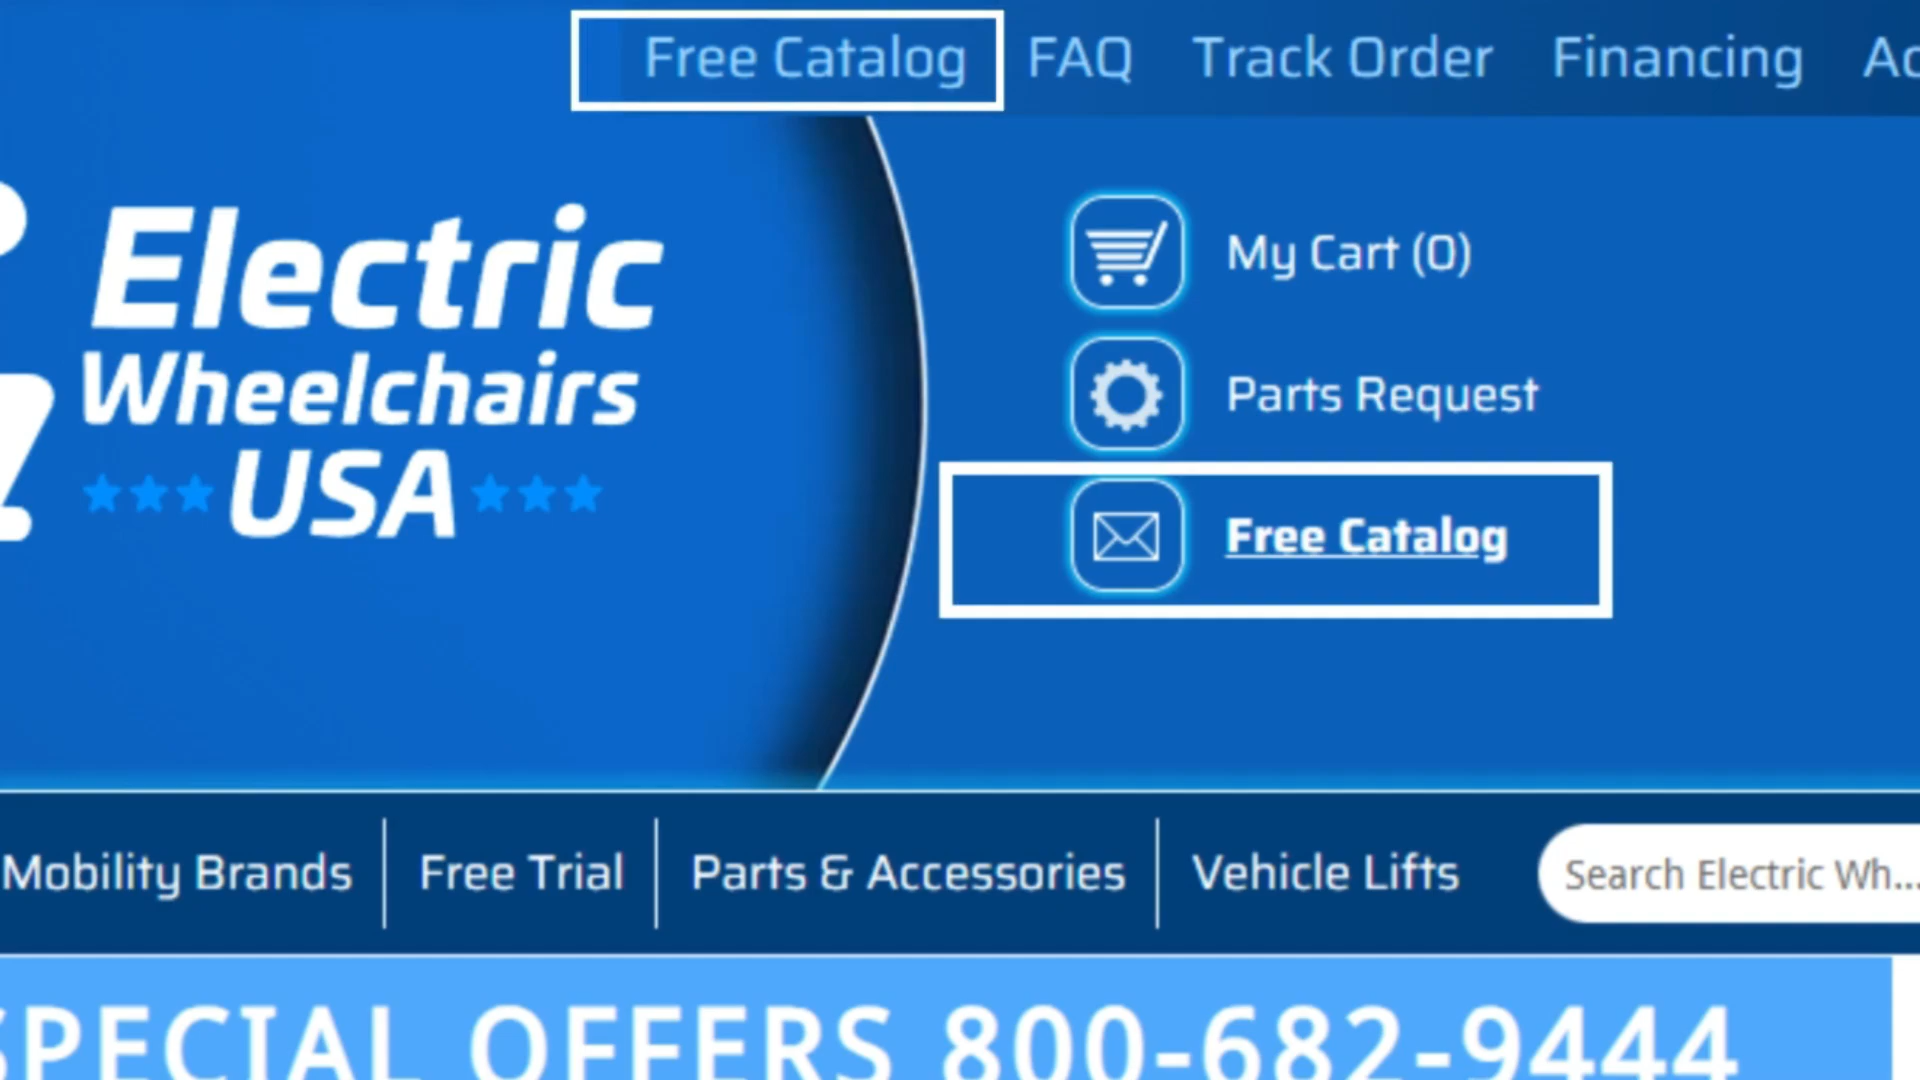 Free Catalog FAQ Track Order Financing
Electric
Wheelchairs
USA
My Cart (0)
Parts Request
Free Catalog
Mobility Brands Free Trial Parts & Accessories Vehicle Lifts Search Electric Wh...
SPECIAL OFFERS 800-682-9444